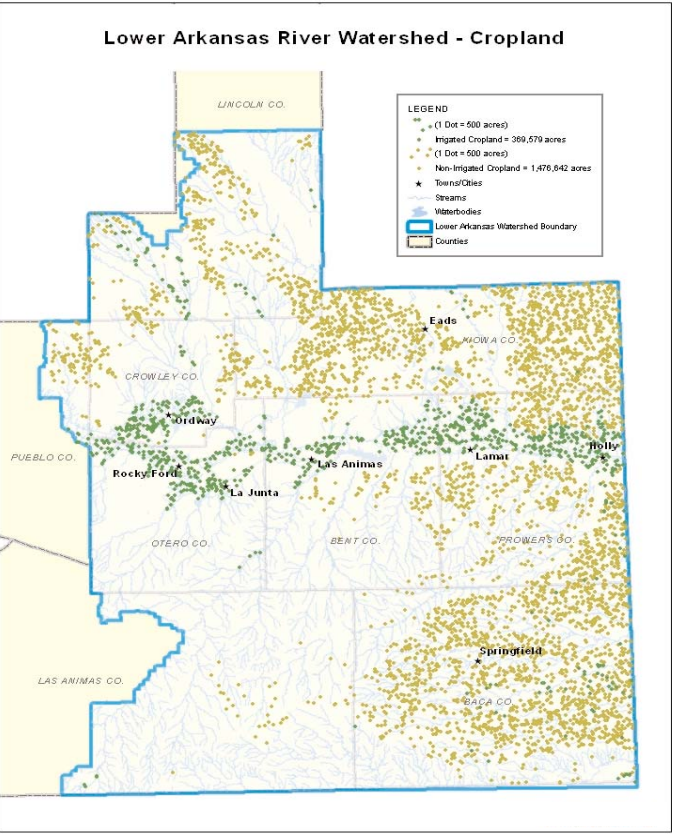 Lower Arkansas River Watershed - Cropland
LINCOLN CO.
LEGEND
(1 Dot = 500 acres)
Irrigated Cropland = 369,579 acres
(1 Dot = 500 acres)
Non-Irrigated Cropland = 1,476,642 acres
Towns/Cities
Streams
Waterbodies
Lower Arkansas Watershed Boundary
Counties
Eads
KIOWA CO.
CROWLEY CO.
Ordway
Holly
PUEBLO CO.
Lamar
Las Animas
Rocky Ford
La Junta
OTERO CO.
BENT CO.
PROWERS CO.
Springfield
LAS ANIMAS CO.
BACA CO.